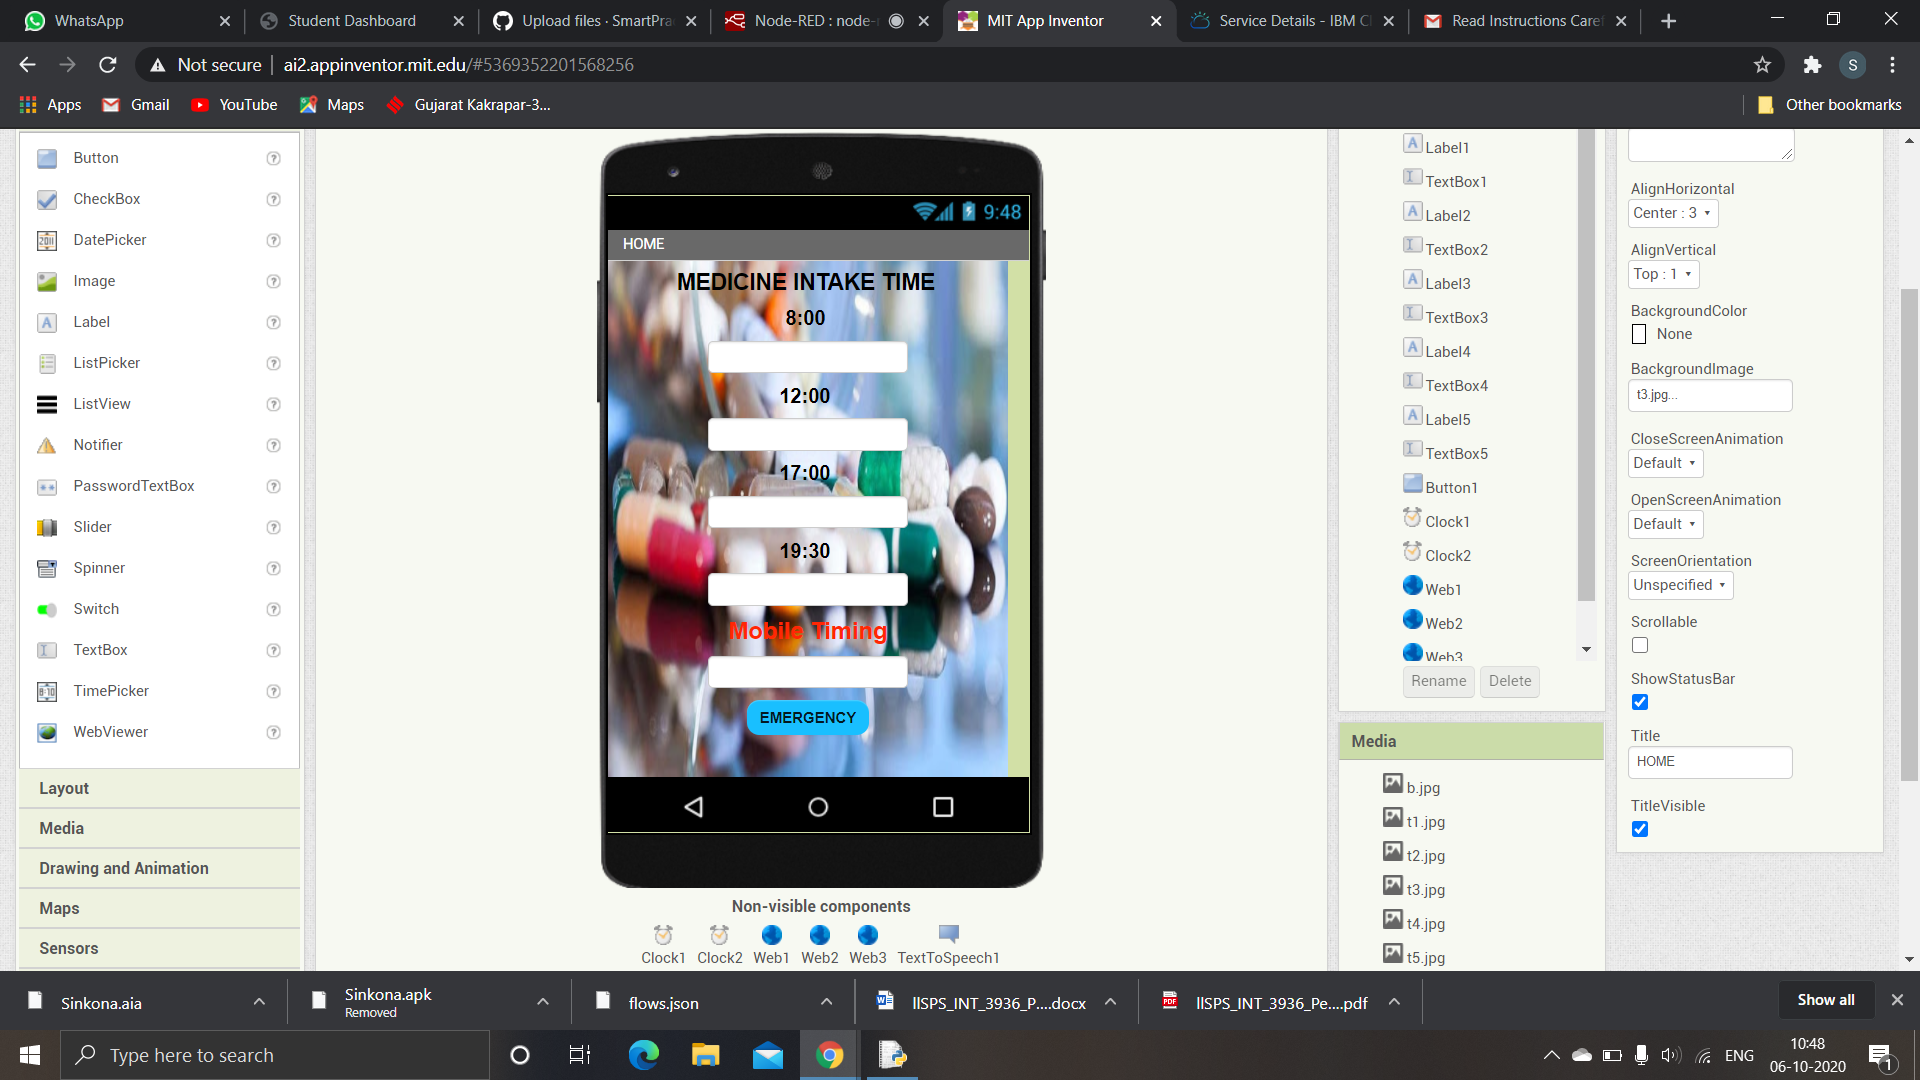 WhatsApp
Student Dashboard
Upload files · SmartPra
Node-RED : node-r
MIT App Inventor
Service Details - IBM Cl
Read Instructions Caref
Not secure
ai2.appinventor.mit.edu/#5369352201568256
S
Apps
Gmail
YouTube
Maps
Gujarat Kakrapar-3...
Other bookmarks
Button
CheckBox
DatePicker
Image
Label
ListPicker
ListView
Notifier
PasswordTextBox
Slider
Spinner
Switch
TextBox
TimePicker
WebViewer
Layout
Media
Drawing and Animation
Maps
Sensors
9:48
HOME
MEDICINE INTAKE TIME
8:00
12:00
17:00
19:30
Mobile Timing
EMERGENCY
Non-visible components
Clock1 Clock2 Web1 Web2 Web3 TextToSpeech1
Label1
TextBox1
Label2
TextBox2
Label3
TextBox3
Label4
TextBox4
Label5
TextBox5
Button1
Clock1
Clock2
Web1
Web2
Web3
Rename Delete
Media
b.jpg
t1.jpg
t2.jpg
t3.jpg
t4.jpg
t5.jpg
AlignHorizontal
Center : 3
AlignVertical
Top : 1
BackgroundColor
None
BackgroundImage
t3.jpg...
CloseScreenAnimation
Default
OpenScreenAnimation
Default
ScreenOrientation
Unspecified
Scrollable
ShowStatusBar
Title
HOME
TitleVisible
Sinkona.aia
Sinkona.apk
Removed
flows.json
llSPS_INT_3936_P....docx
llSPS_INT_3936_Pe....pdf
Show all
Type here to search
ENG
10:48
06-10-2020
1